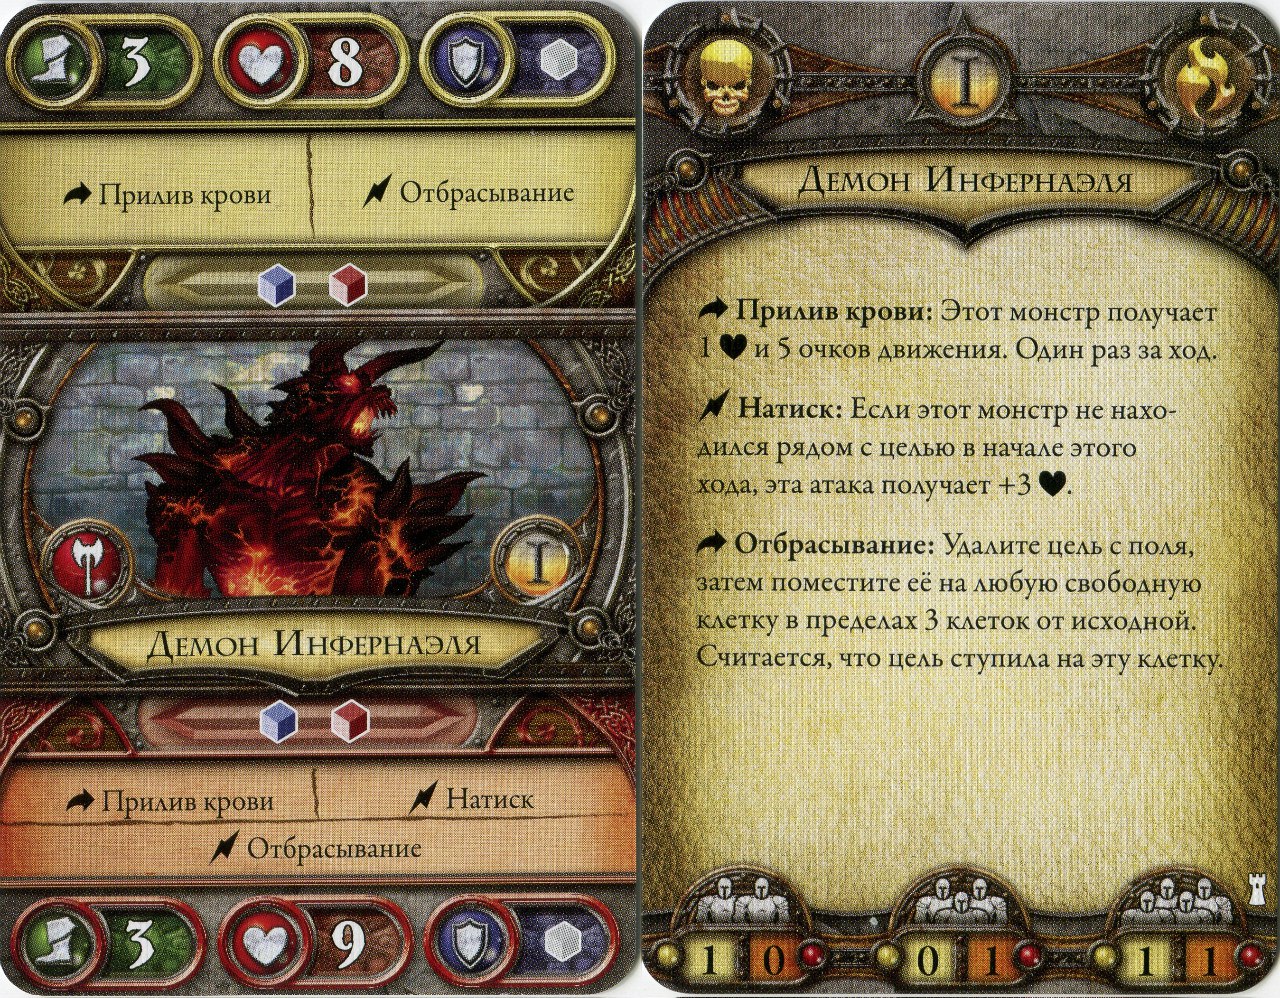 3 8
Прилив крови Отбрасывание
I
Демон Инфернаэля
Прилив крови Натиск
Отбрасывание
3 9
I
Демон Инфернаэля
Прилив крови: Этот монстр получает
1 и 5 очков движения. Один раз за ход.
Натиск: Если этот монстр не нахо-
дился рядом с целью в начале этого
хода, эта атака получает +3 .
Отбрасывание: Удалите цель с поля,
затем поместите её на любую свободную
клетку в пределах 3 клеток от исходной.
Считается, что цель ступила на эту клетку.
1 0 0 1 1 1